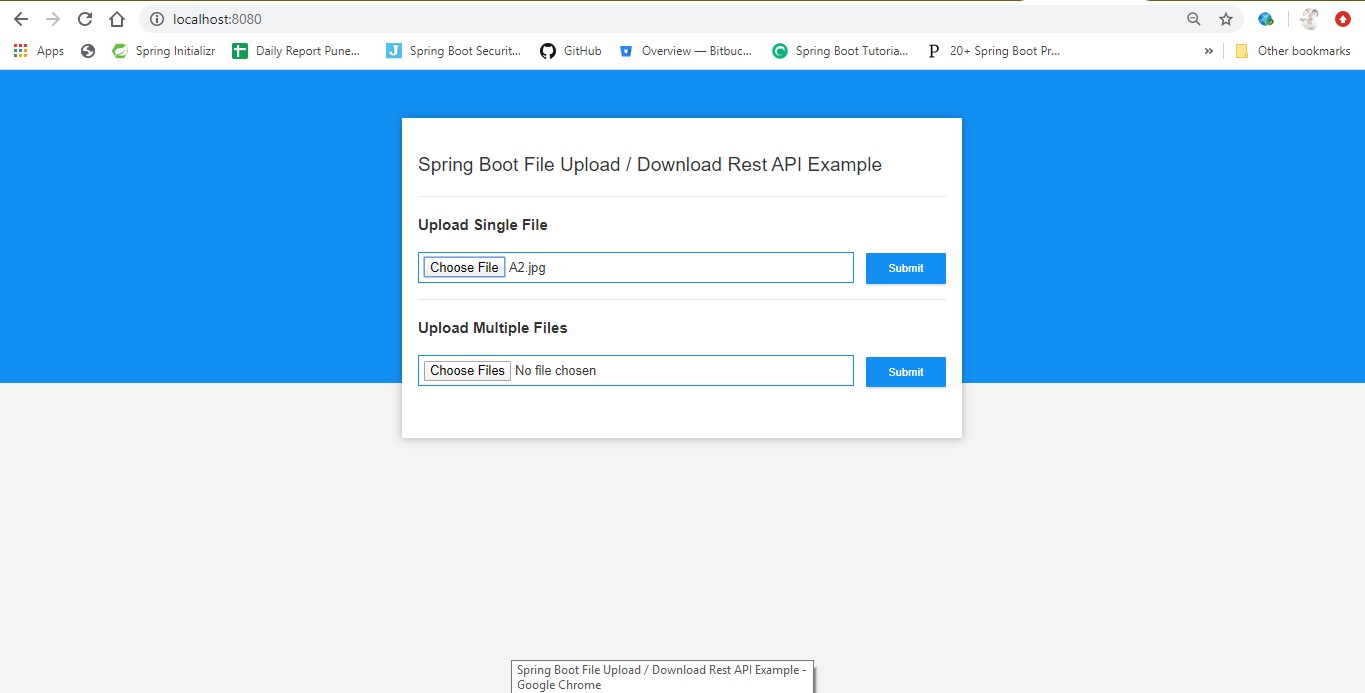 localhost:8080
Apps Spring Initializr Daily Report Pune... Spring Boot Securit... GitHub Overview — Bitbuc... Spring Boot Tutoria... P 20+ Spring Boot Pr... » Other bookmarks
Spring Boot File Upload / Download Rest API Example
Upload Single File
Choose File A2.jpg Submit
Upload Multiple Files
Choose Files No file chosen Submit
Spring Boot File Upload / Download Rest API Example -
Google Chrome